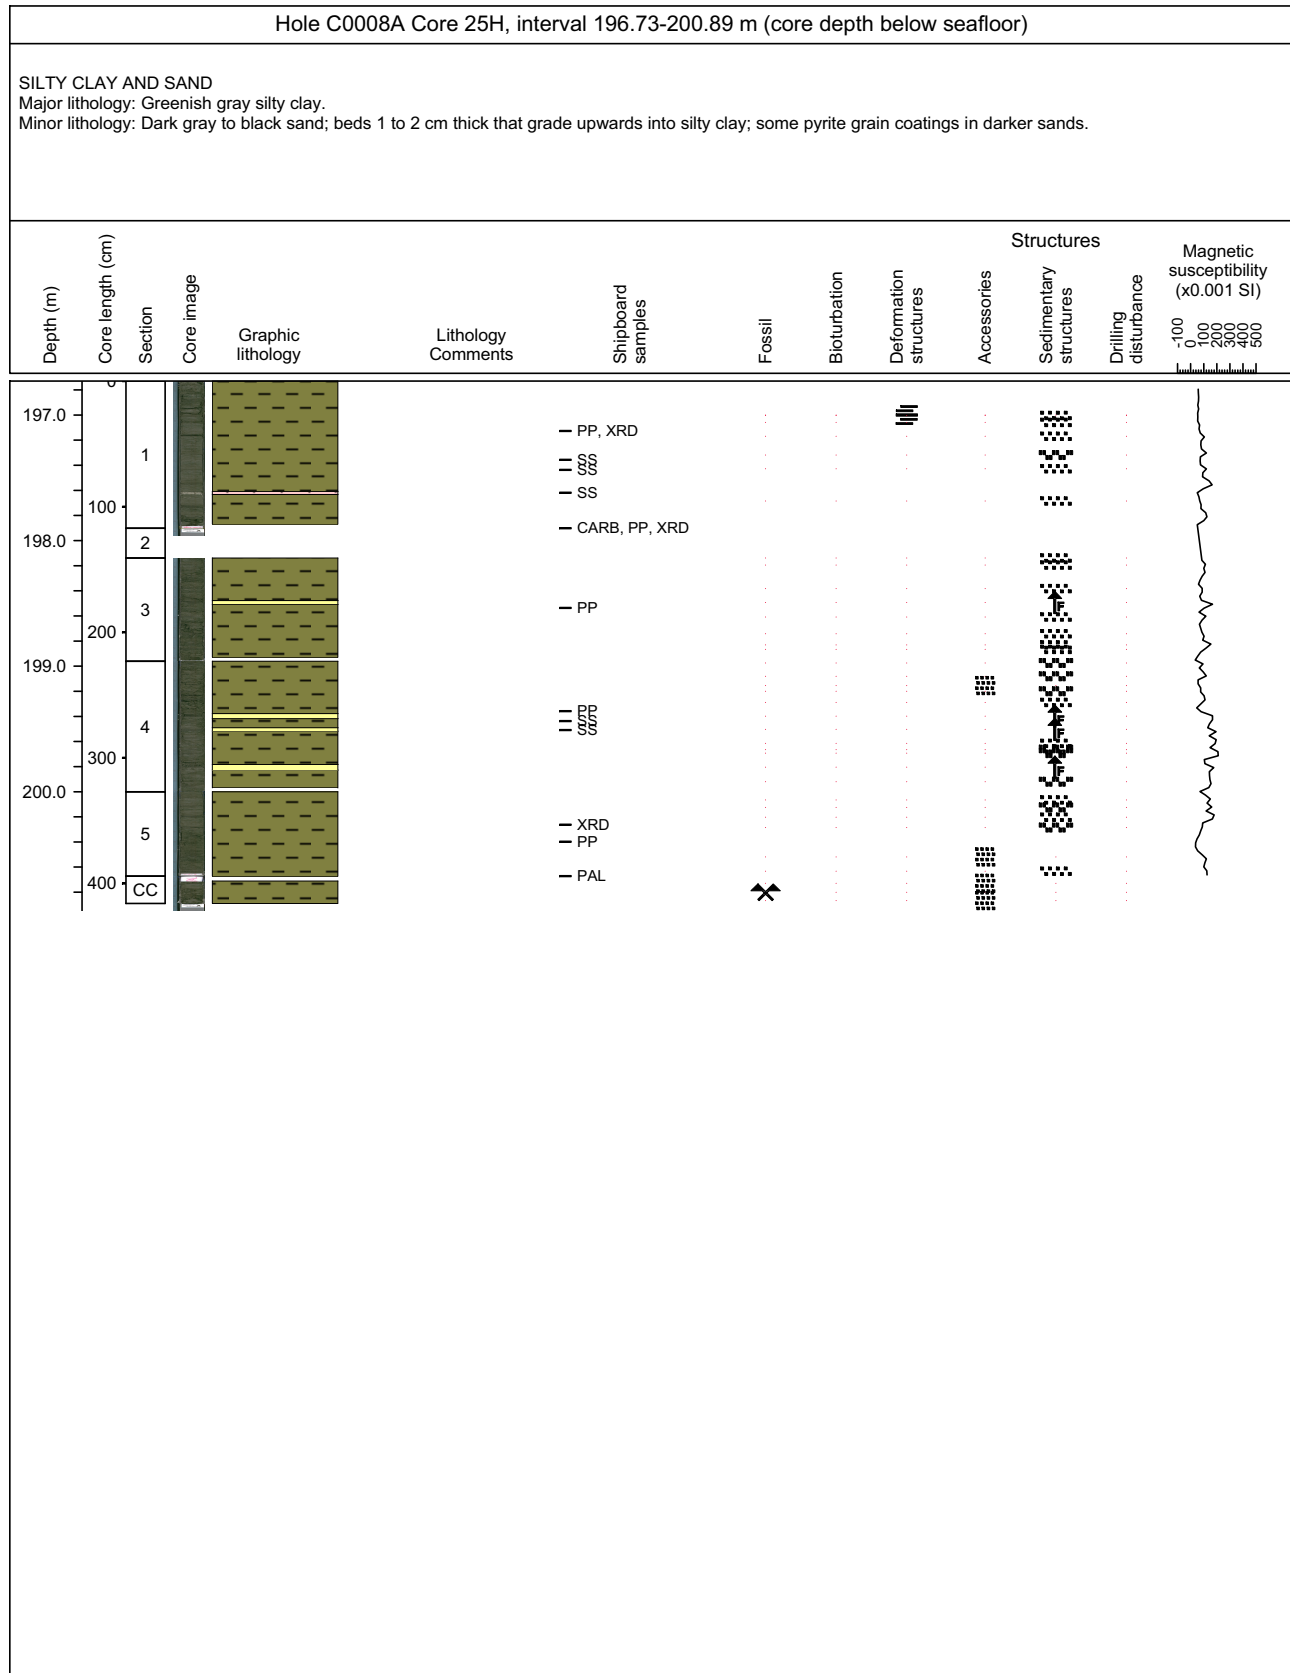 Hole C0008A Core 25H, interval 196.73-200.89 m (core depth below seafloor)
SILTY CLAY AND SAND
Major lithology: Greenish gray silty clay.
Minor lithology: Dark gray to black sand; beds 1 to 2 cm thick that grade upwards into silty clay; some pyrite grain coatings in darker sands.
Depth (m)
Core length (cm)
Section
Core image
Graphic
lithology
Lithology
Comments
Shipboard
samples
Fossil
Bioturbation
Structures
Deformation
structures
Accessories
Sedimentary
structures
Drilling
disturbance
Magnetic
susceptibility
(x0.001 SI)
-100
0
100
200
300
400
500
0
197.0
PP, XRD
1
SS
SS
SS
100
CARB, PP, XRD
198.0
2
3
PP
F
200
199.0
PP
SS
SS
4
F
F
300
F
200.0
XRD
5
PP
PAL
400
CC